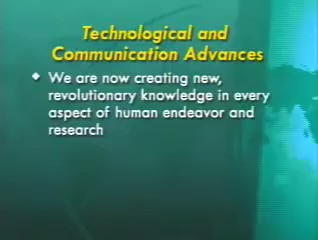 Technological and
Communication Advances
◆ We are now creating new,
revolutionary knowledge in every
aspect of human endeavor and
research